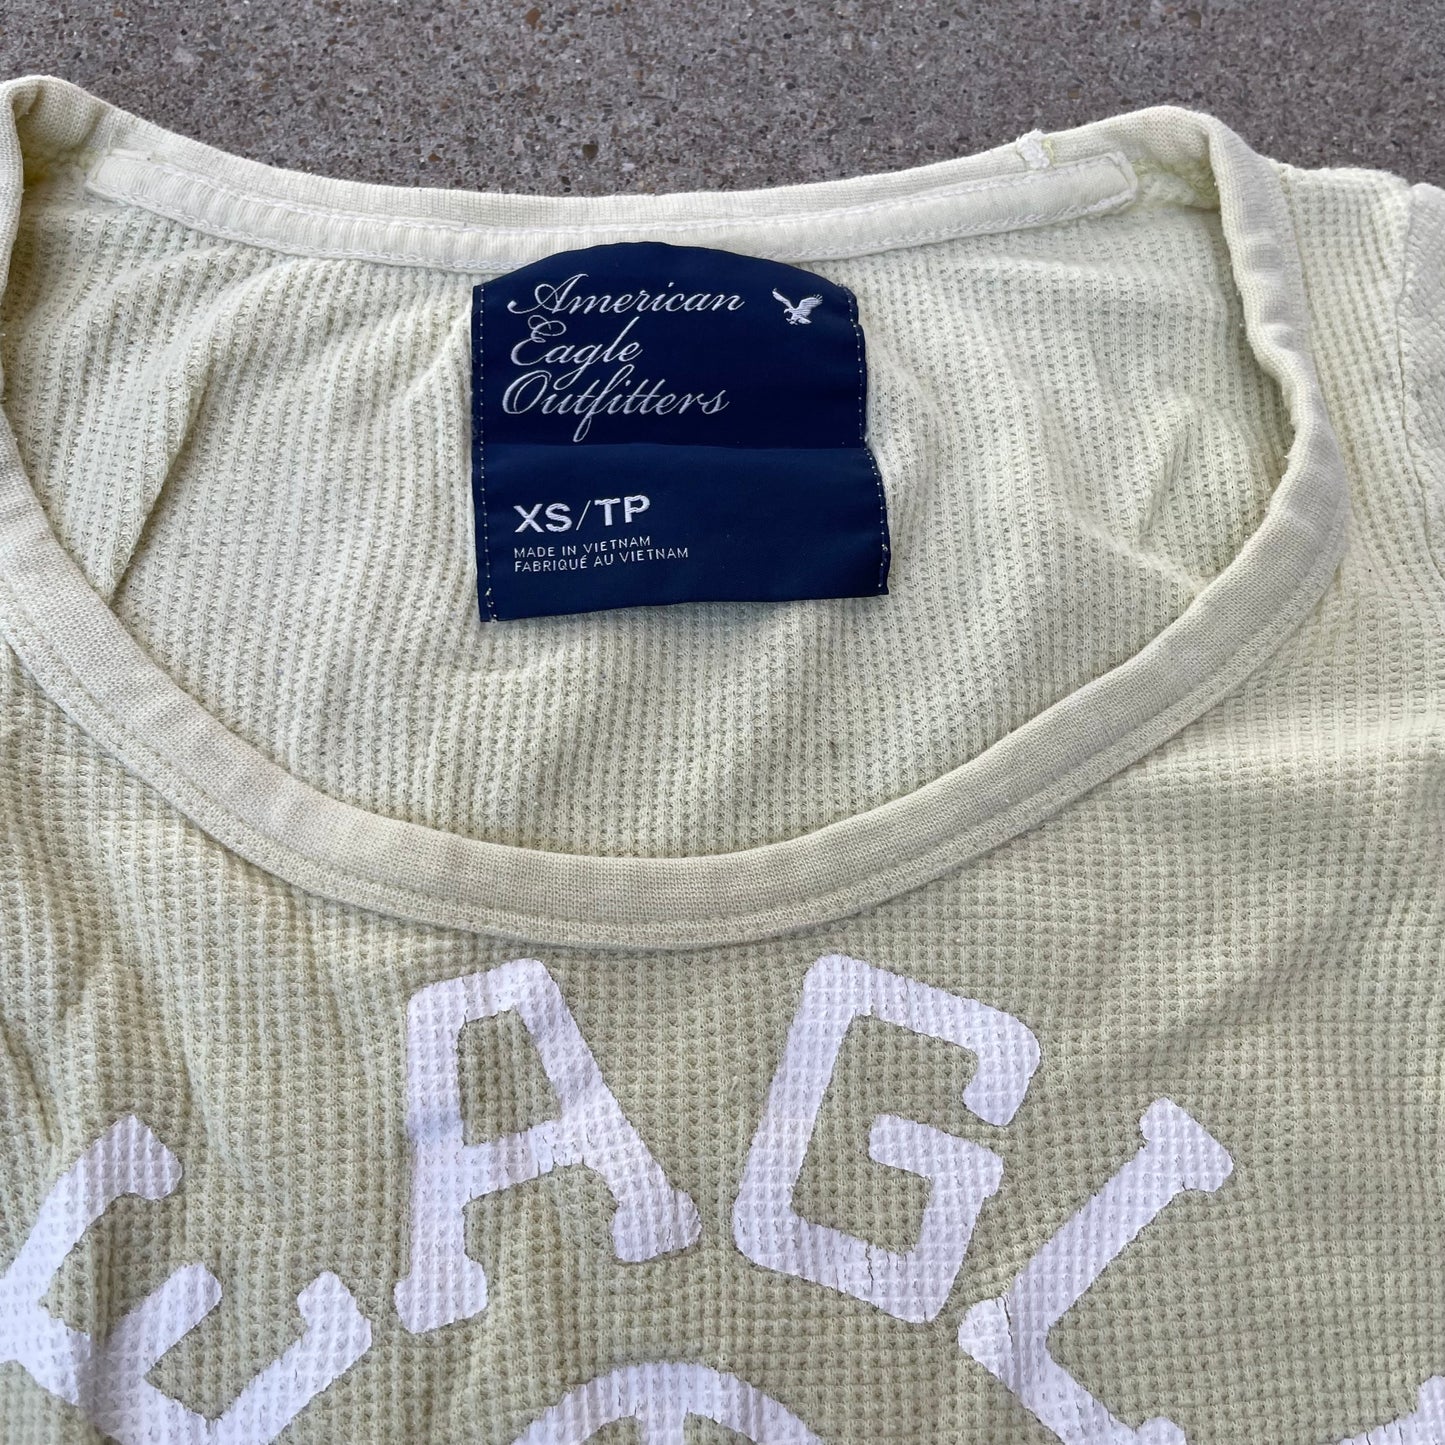 American
Eagle
Outfitters
XS/TP
MADE IN VIETNAM
FABRIQUÉ AU VIETNAM
EAGL